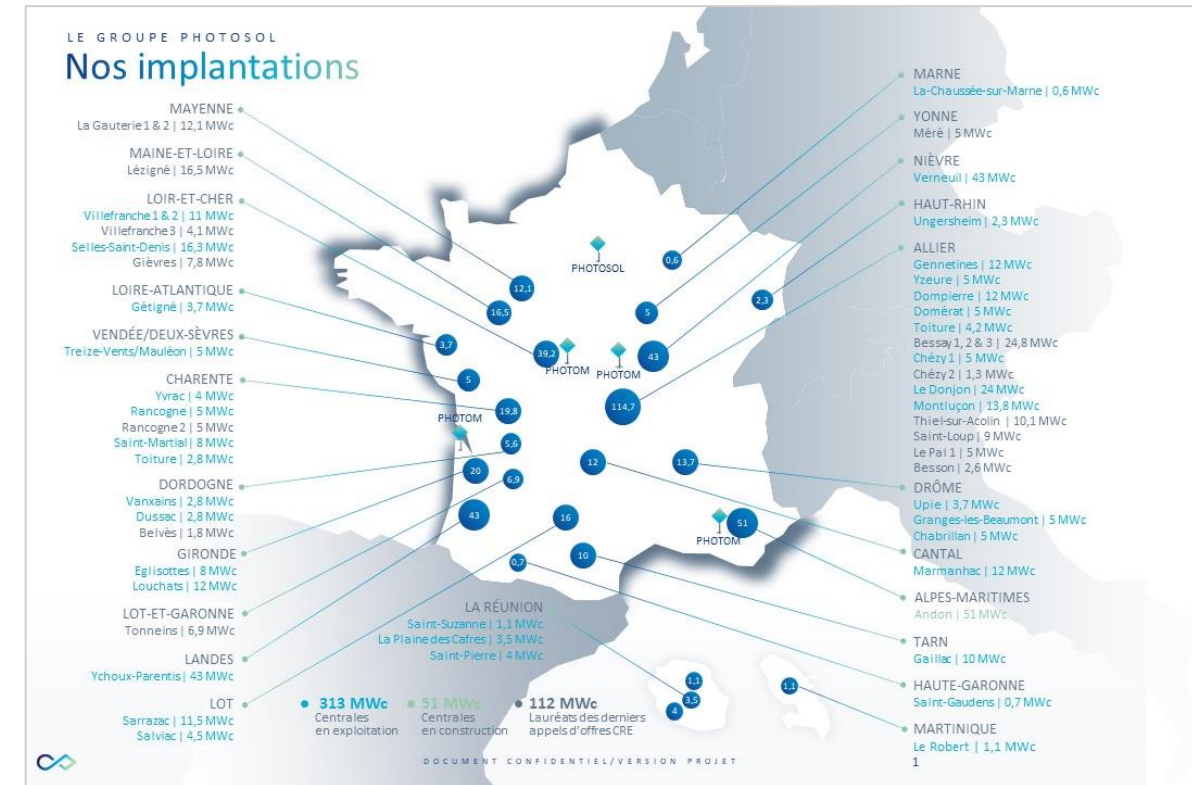 LE GROUPE PHOTOSOL
Nos implantations
MAYENNE
La Gauterie 1 & 2 | 12,1 MWc
MAINE-ET-LOIRE
Lézigné | 16,5 MWc
LOIR-ET-CHER
Villefranche 1 & 2 | 11 MWc
Villefranche 3 | 4,1 MWc
Selles-Saint-Denis | 16,3 MWc
Gièvres | 7,8 MWc
LOIRE-ATLANTIQUE
Gétigné | 3,7 MWc
VENDÉE/DEUX-SÈVRES
Treize-Vents/Mauléon | 5 MWc
CHARENTE
Yvrac | 4 MWc
Rancogne | 5 MWc
Rancogne 2 | 5 MWc
Saint-Martial | 8 MWc
Toiture | 2,8 MWc
DORDOGNE
Vanxains | 2,8 MWc
Dussac | 2,8 MWc
Belvès | 1,8 MWc
GIRONDE
Eglisottes | 8 MWc
Louchats | 12 MWc
LOT-ET-GARONNE
Tonneins | 6,9 MWc
LANDES
Ychoux-Parentis | 43 MWc
LOT
Sarrazac | 11,5 MWc
Salviac | 4,5 MWc
PHOTOSOL
0,6
12,1
2,3
16,5
5
3,7
39,2
PHOTOM
PHOTOM
43
5
114,7
19,8
PHOTOM
5,6
20
6,9
12
13,7
43
16
PHOTOM
51
0,7
10
LA RÉUNION
Saint-Suzanne | 1,1 MWc
La Plaine des Cafres | 3,5 MWc
Saint-Pierre | 4 MWc
1,1
3,5
4
1,1
MARNE
La-Chaussée-sur-Marne | 0,6 MWc
YONNE
Méré | 5 MWc
NIÈVRE
Verneuil | 43 MWc
HAUT-RHIN
Ungersheim | 2,3 MWc
ALLIER
Gennetines | 12 MWc
Yzeure | 5 MWc
Dompierre | 12 MWc
Domérat | 5 MWc
Toiture | 4,2 MWc
Bessay 1, 2 & 3 | 24,8 MWc
Chézy 1 | 5 MWc
Chézy 2 | 1,3 MWc
Le Donjon | 24 MWc
Montluçon | 13,8 MWc
Thiel-sur-Acolin | 10,1 MWc
Saint-Loup | 9 MWc
Le Pal 1 | 5 MWc
Besson | 2,6 MWc
DRÔME
Upie | 3,7 MWc
Granges-les-Beaumont | 5 MWc
Chabrillan | 5 MWc
CANTAL
Marmanhac | 12 MWc
ALPES-MARITIMES
Andon | 51 MWc
TARN
Gaillac | 10 MWc
HAUTE-GARONNE
Saint-Gaudens | 0,7 MWc
MARTINIQUE
Le Robert | 1,1 MWc
313 MWc
Centrales
en exploitation
51 MWc
Centrales
en construction
112 MWc
Lauréats des derniers
appels d'offres CRE
DOCUMENT CONFIDENTIEL/VERSION PROJET
1